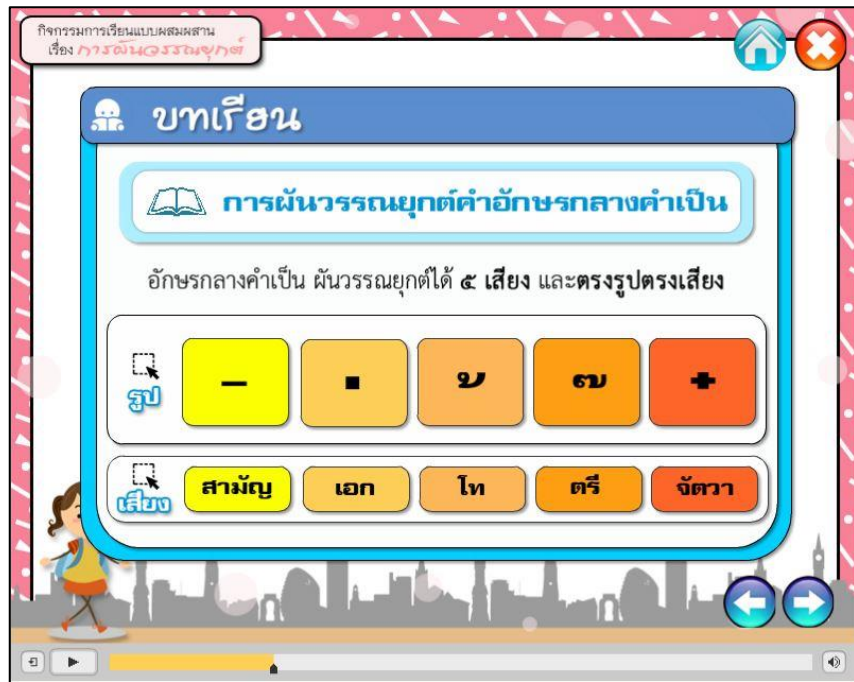 กิจกรรมการเรียนแบบผสมผสาน
เรื่อง การผันวรรณยุกต์
บทเรียน
การผันวรรณยุกต์คำอักษรกลางคำเป็น
อักษรกลางคำเป็น ผันวรรณยุกต์ได้ ๕ เสียง และตรงรูปตรงเสียง
รูป – ่ ้ ๊ ๋
เสียง สามัญ เอก โท ตรี จัตวา